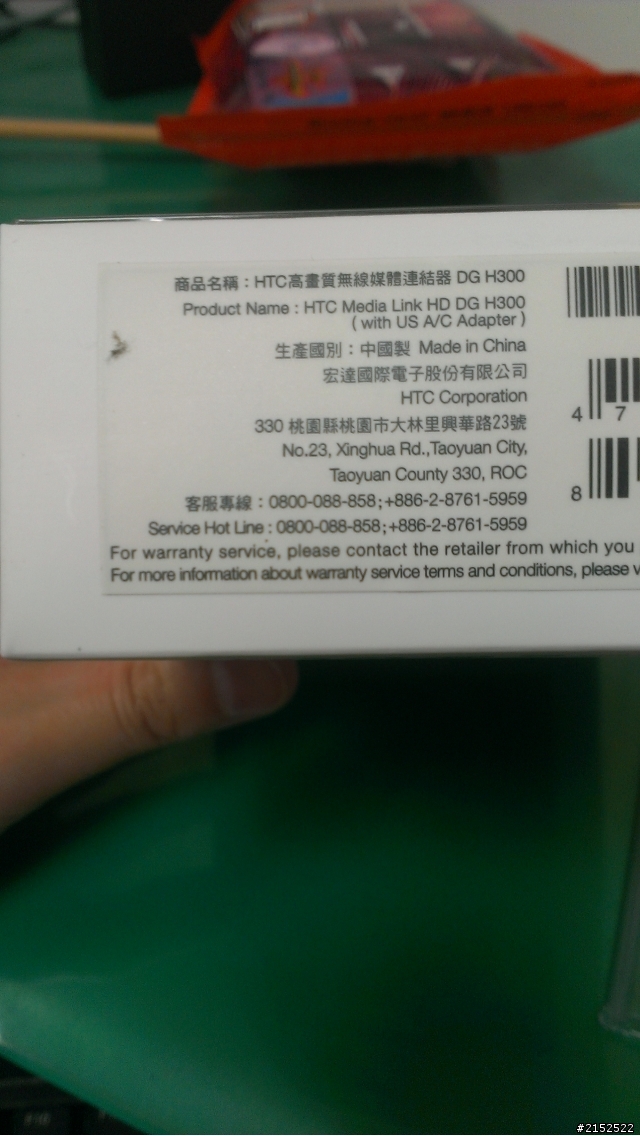 商品名稱：HTC高畫質無線媒體連結器 DG H300
Product Name : HTC Media Link HD DG H300
( with US A/C Adapter )
生產國別：中國製 Made in China
宏達國際電子股份有限公司
HTC Corporation
330 桃園縣桃園市大林里興華路23號
No.23, Xinghua Rd.,Taoyuan City,
Taoyuan County 330, ROC
客服專線：0800-088-858;+886-2-8761-5959
Service Hot Line : 0800-088-858;+886-2-8761-5959
For warranty service, please contact the retailer from which you
For more information about warranty service terms and conditions, please v
4 7
8
F10
#2152522